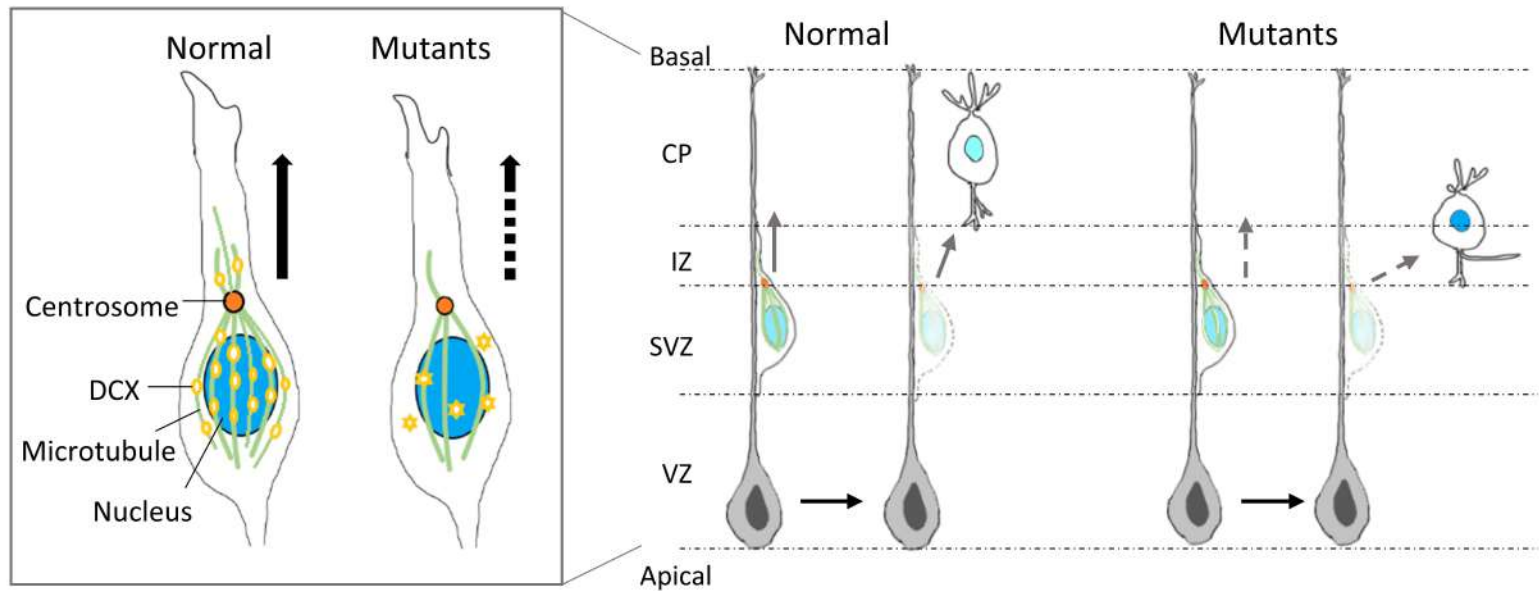 Normal
Mutants
Centrosome
DCX
Microtubule
Nucleus
Normal
Mutants
Basal
CP
IZ
SVZ
VZ
Apical